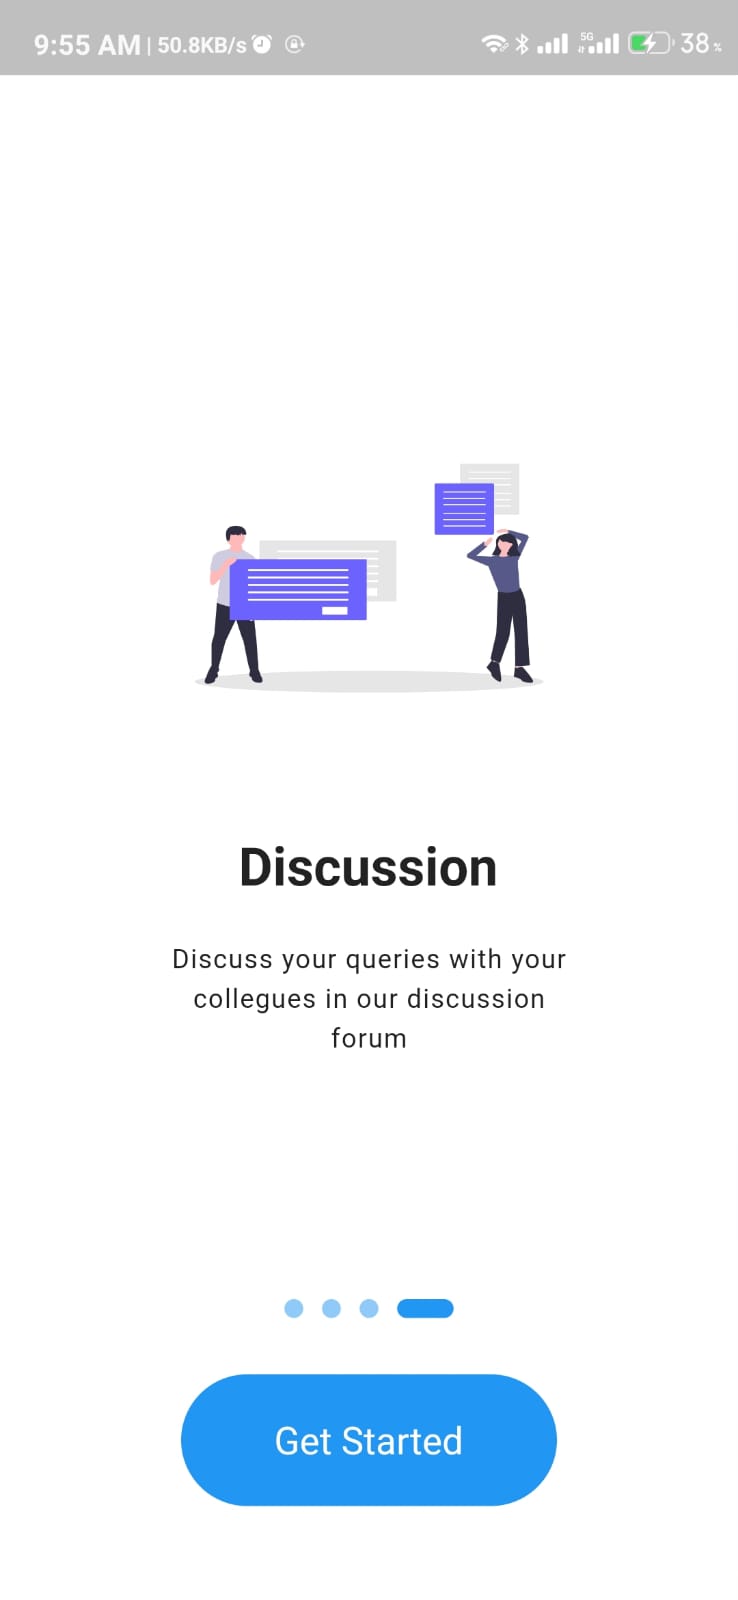 9:55 AM | 50.8KB/s 5G 38%
Discussion
Discuss your queries with your
collegues in our discussion
forum
Get Started